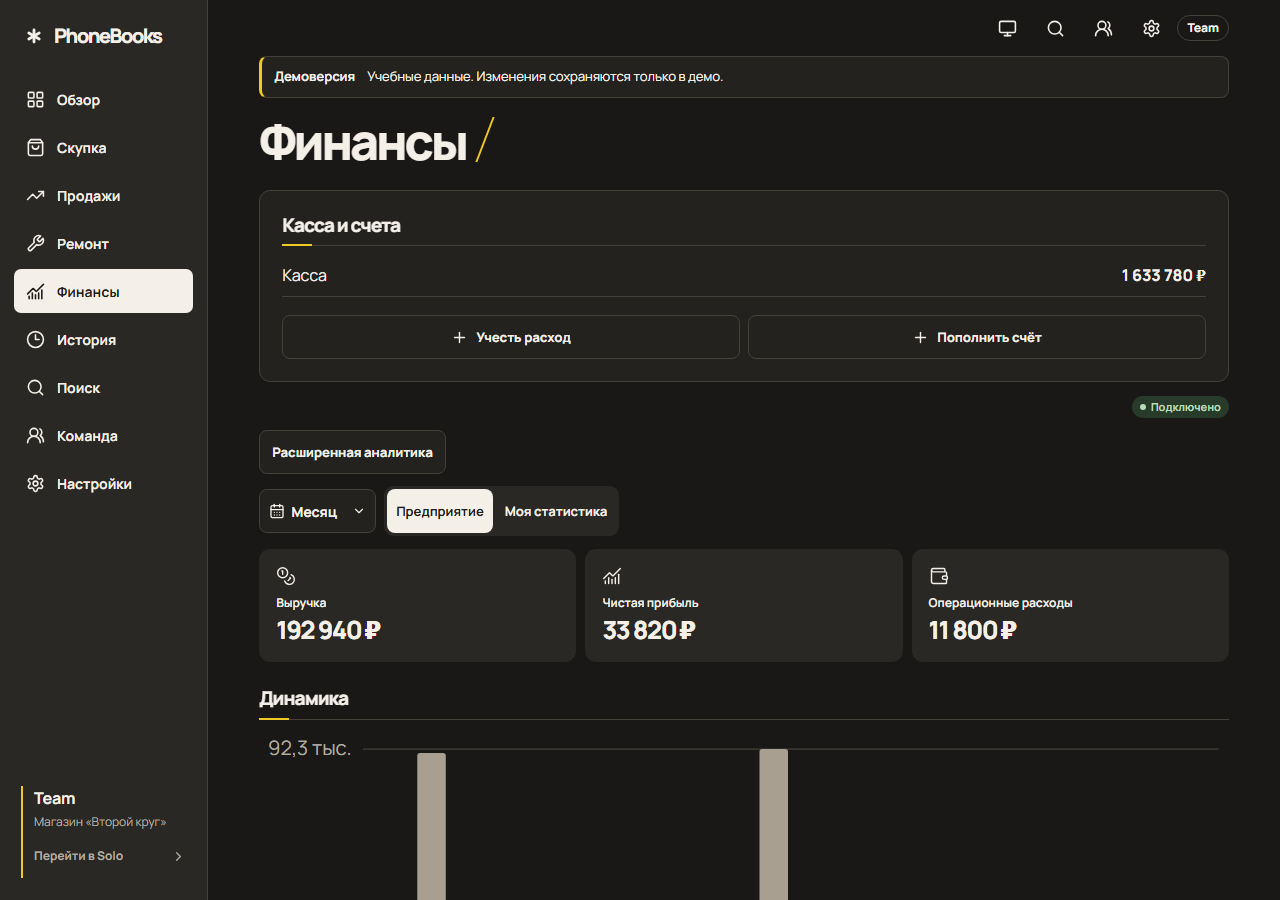 PhoneBooks
Team
Обзор
Скупка
Продажи
Ремонт
Финансы
История
Поиск
Команда
Настройки
Team
Магазин «Второй круг»
Перейти в Solo
Демоверсия Учебные данные. Изменения сохраняются только в демо.
Финансы /
Касса и счета
Касса 1 633 780 ₽
+ Учесть расход + Пополнить счёт
Подключено
Расширенная аналитика
Месяц Предприятие Моя статистика
Выручка
192 940 ₽
Чистая прибыль
33 820 ₽
Операционные расходы
11 800 ₽
Динамика
92,3 тыс.